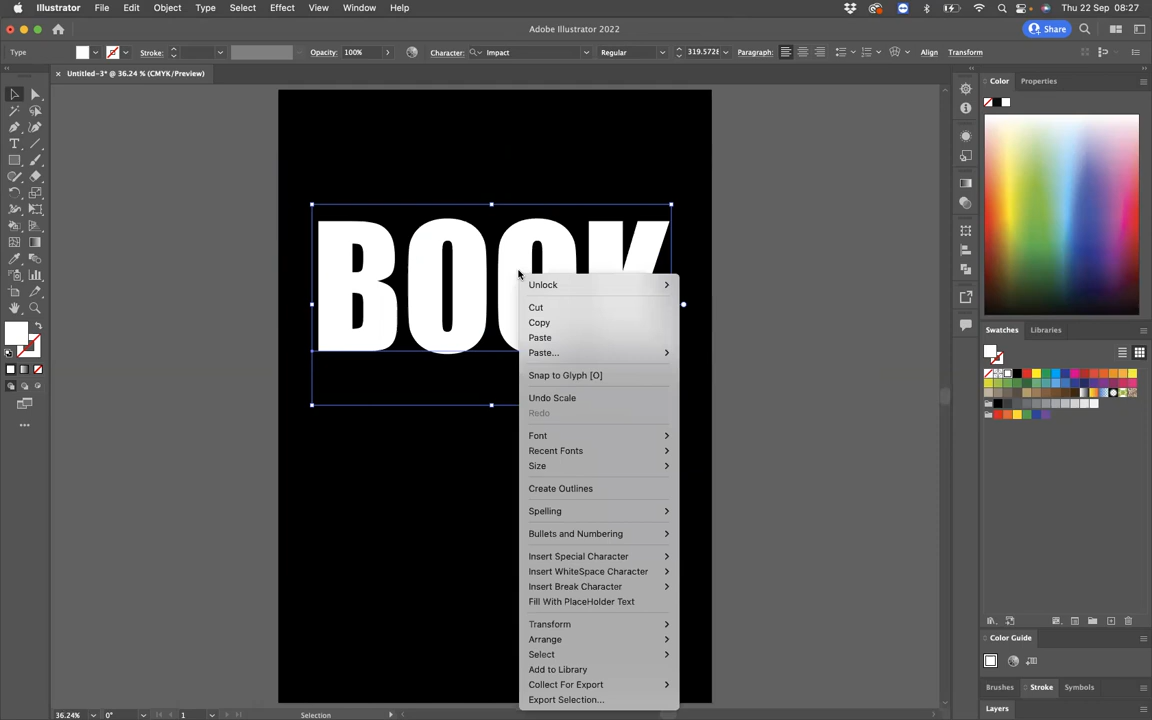 Illustrator File Edit Object Type Select Effect View Window Help Thu 22 Sep 08:27
Adobe Illustrator 2022
Share
Type Stroke: Opacity: 100% Character: Impact Regular 319.5728 Paragraph: Align Transform
× Untitled-3* @ 36.24 % (CMYK/Preview)
Color Properties
BOOK
Unlock
Cut
Copy
Paste
Paste...
Snap to Glyph [O]
Undo Scale
Redo
Font
Recent Fonts
Size
Create Outlines
Spelling
Bullets and Numbering
Insert Special Character
Insert WhiteSpace Character
Insert Break Character
Fill With PlaceHolder Text
Transform
Arrange
Select
Add to Library
Collect For Export
Export Selection...
Swatches Libraries
Color Guide
Brushes Stroke Symbols
Layers
36.24% 0° 1 Selection